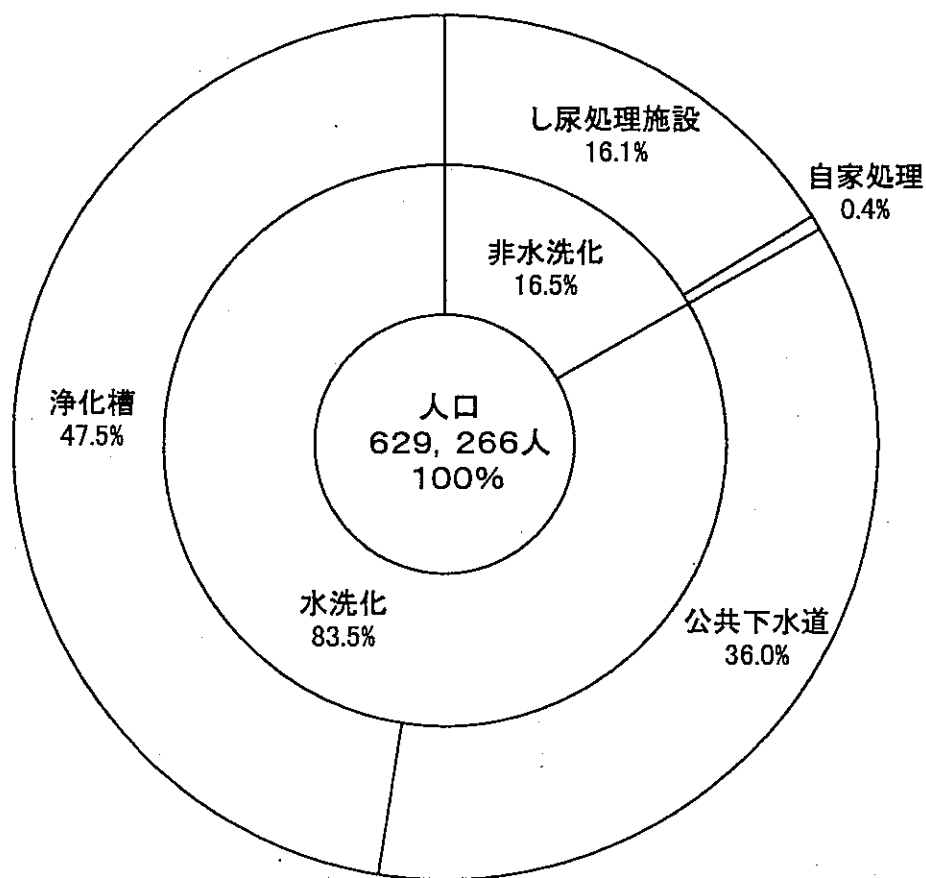 し尿処理施設
16.1%
自家処理
0.4%
非水洗化
16.5%
浄化槽
47.5%
人口
629, 266人
100%
水洗化
83.5%
公共下水道
36.0%